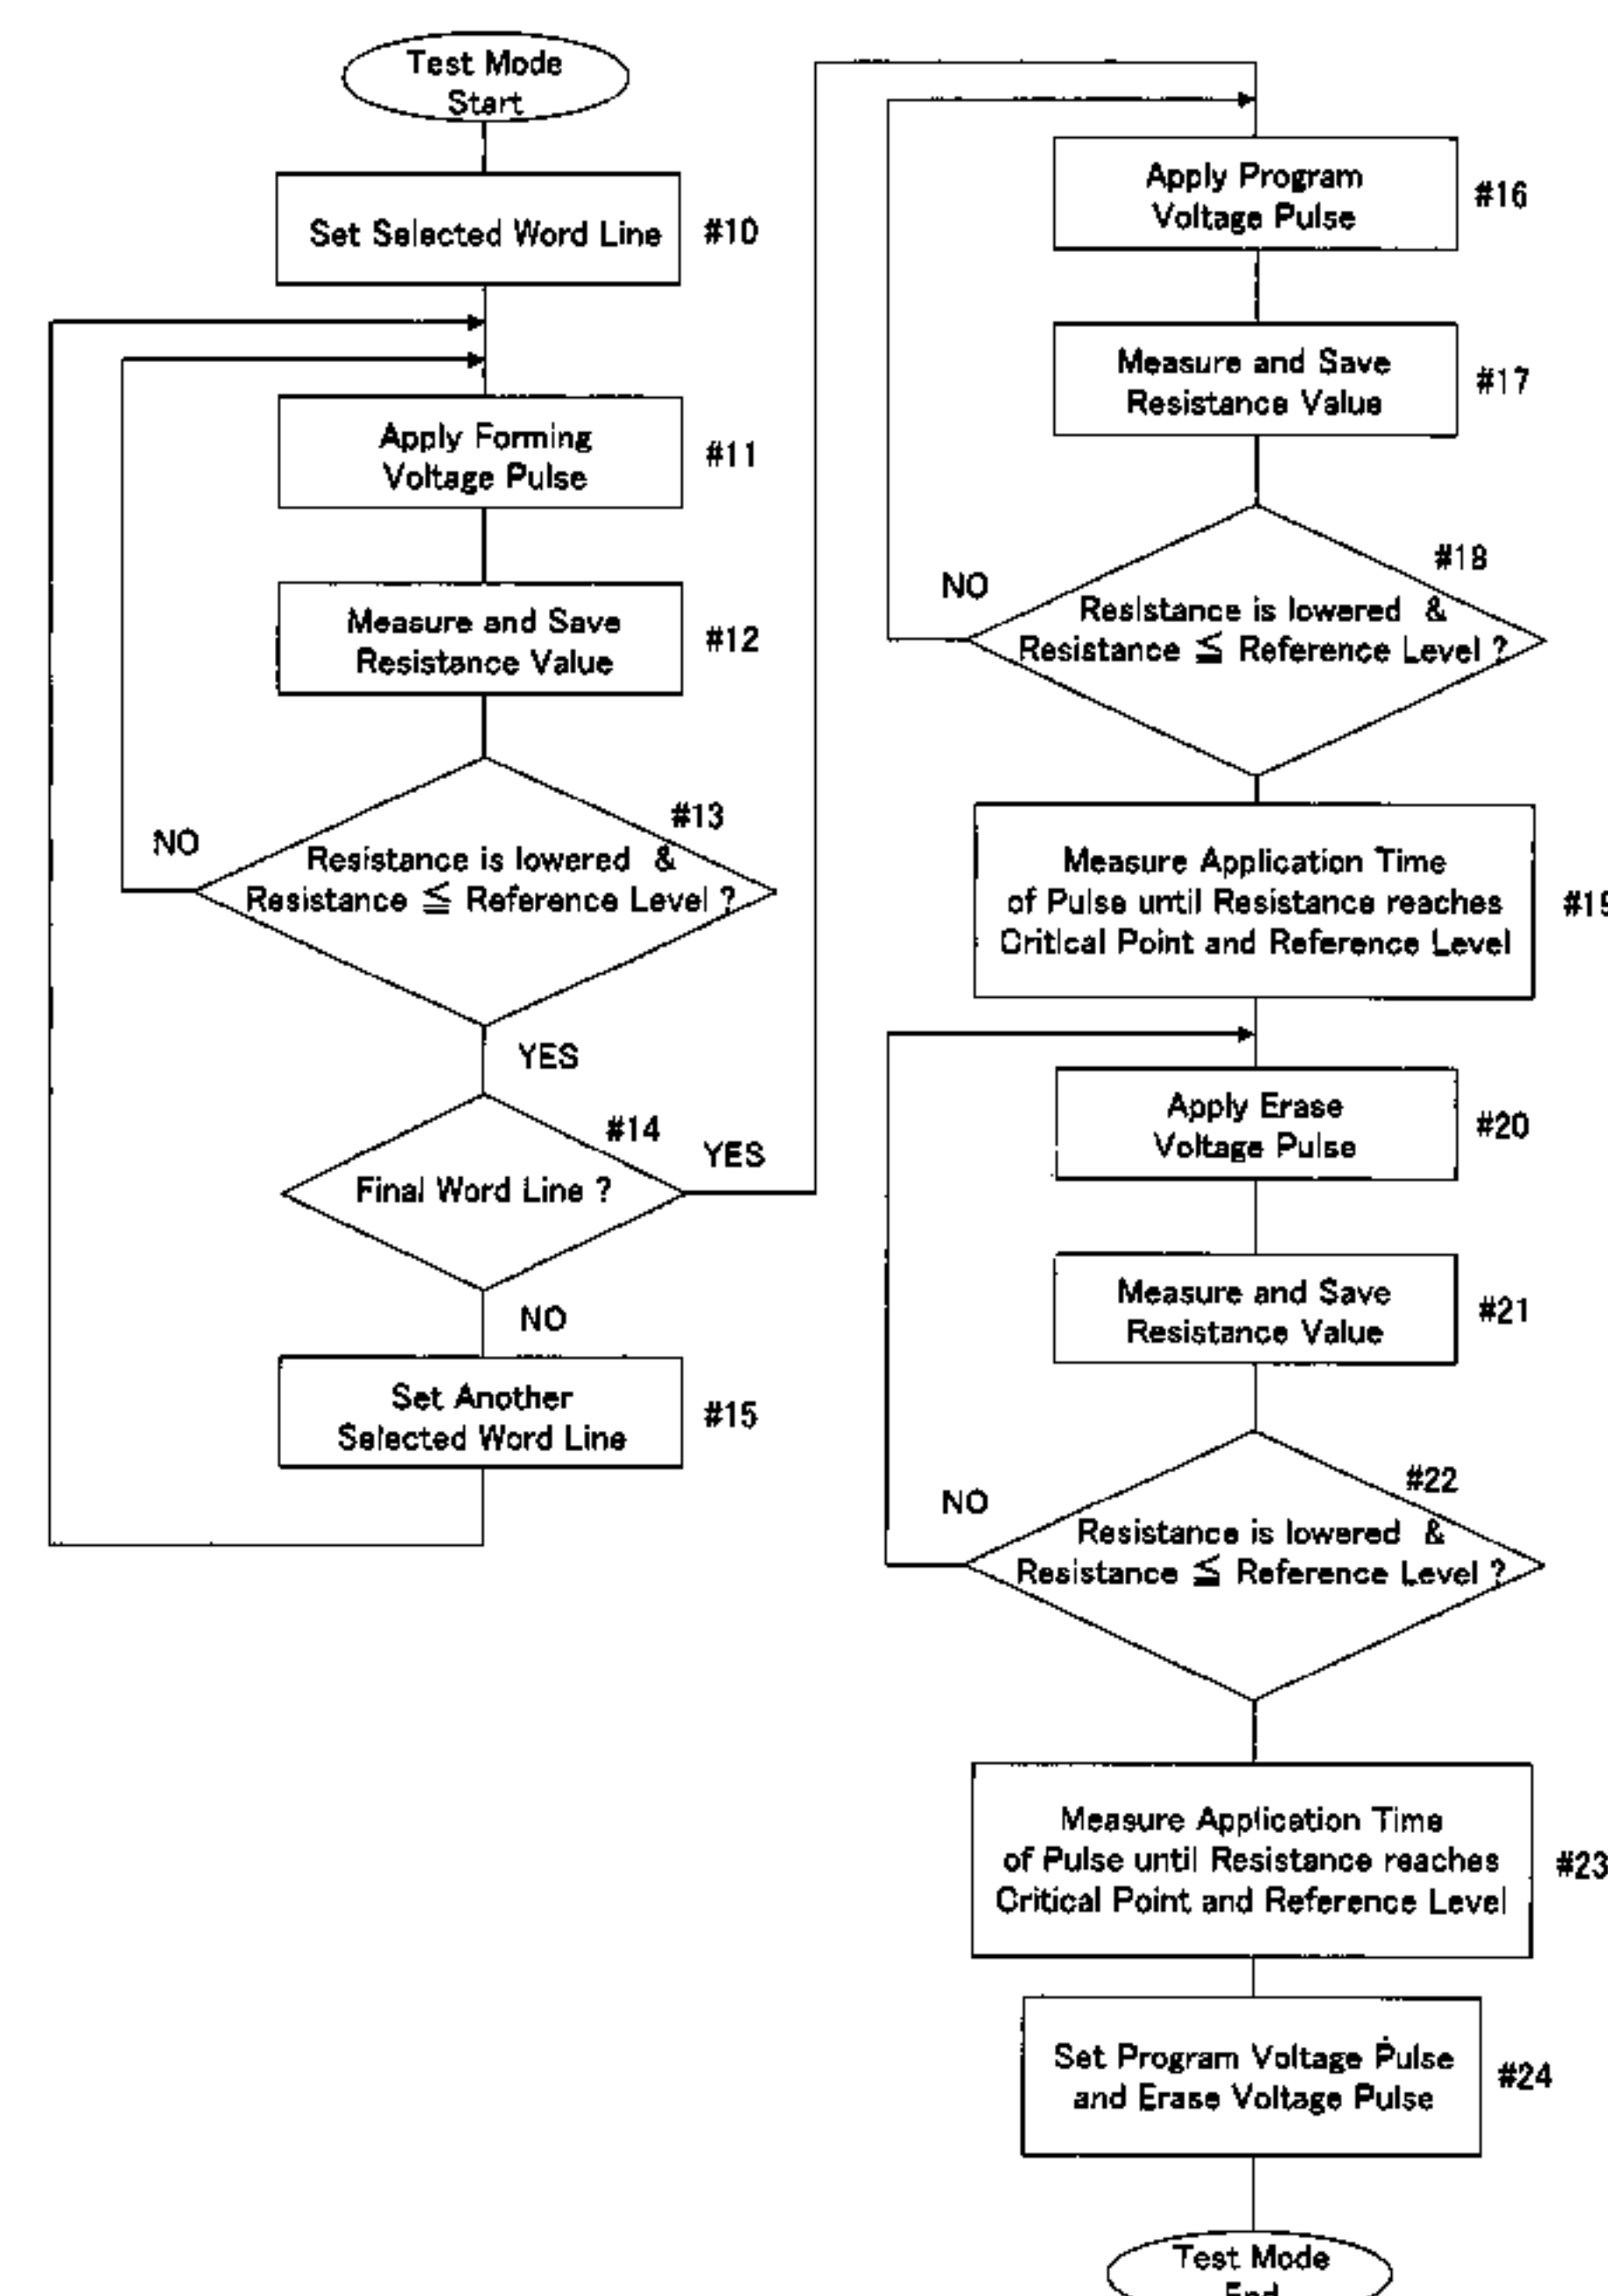 Test Mode
Start
Set Selected Word Line
#10
Apply Forming
Voltage Pulse
#11
Measure and Save
Resistance Value
#12
#13
NO
Resistance is lowered &
Resistance ≦ Reference Level ?
YES
#14
YES
Final Word Line ?
NO
Set Another
Selected Word Line
#15
Apply Program
Voltage Pulse
#16
Measure and Save
Resistance Value
#17
#18
NO
Resistance is lowered &
Resistance ≦ Reference Level ?
Measure Application Time
of Pulse until Resistance reaches
Critical Point and Reference Level
#19
Apply Erase
Voltage Pulse
#20
Measure and Save
Resistance Value
#21
#22
NO
Resistance is lowered &
Resistance ≦ Reference Level ?
Measure Application Time
of Pulse until Resistance reaches
Critical Point and Reference Level
#23
Set Program Voltage Pulse
and Erase Voltage Pulse
#24
Test Mode
End